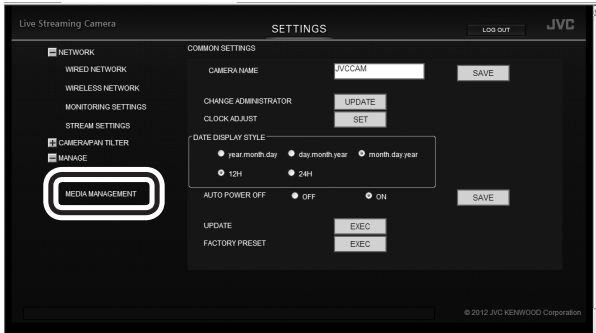 Live Streaming Camera
SETTINGS
LOG OUT
JVC
NETWORK
WIRED NETWORK
WIRELESS NETWORK
MONITORING SETTINGS
STREAM SETTINGS
CAMERA/PAN TILTER
MANAGE
MEDIA MANAGEMENT
COMMON SETTINGS
CAMERA NAME JVCCAM SAVE
CHANGE ADMINISTRATOR UPDATE
CLOCK ADJUST SET
DATE DISPLAY STYLE
year.month.day day.month.year month.day.year
12H 24H
AUTO POWER OFF OFF ON SAVE
UPDATE EXEC
FACTORY PRESET EXEC
© 2012 JVC KENWOOD Corporation